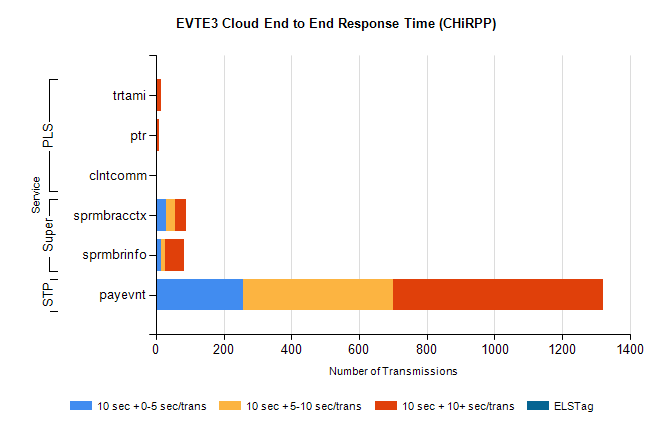 EVTE3 Cloud End to End Response Time (CHiRPP)
Service
PLS
trtami
ptr
clntcomm
Super
sprmbracctx
sprmbrinfo
STP
payevnt
0 200 400 600 800 1000 1200 1400
Number of Transmissions
10 sec +0-5 sec/trans 10 sec +5-10 sec/trans 10 sec + 10+ sec/trans ELSTag